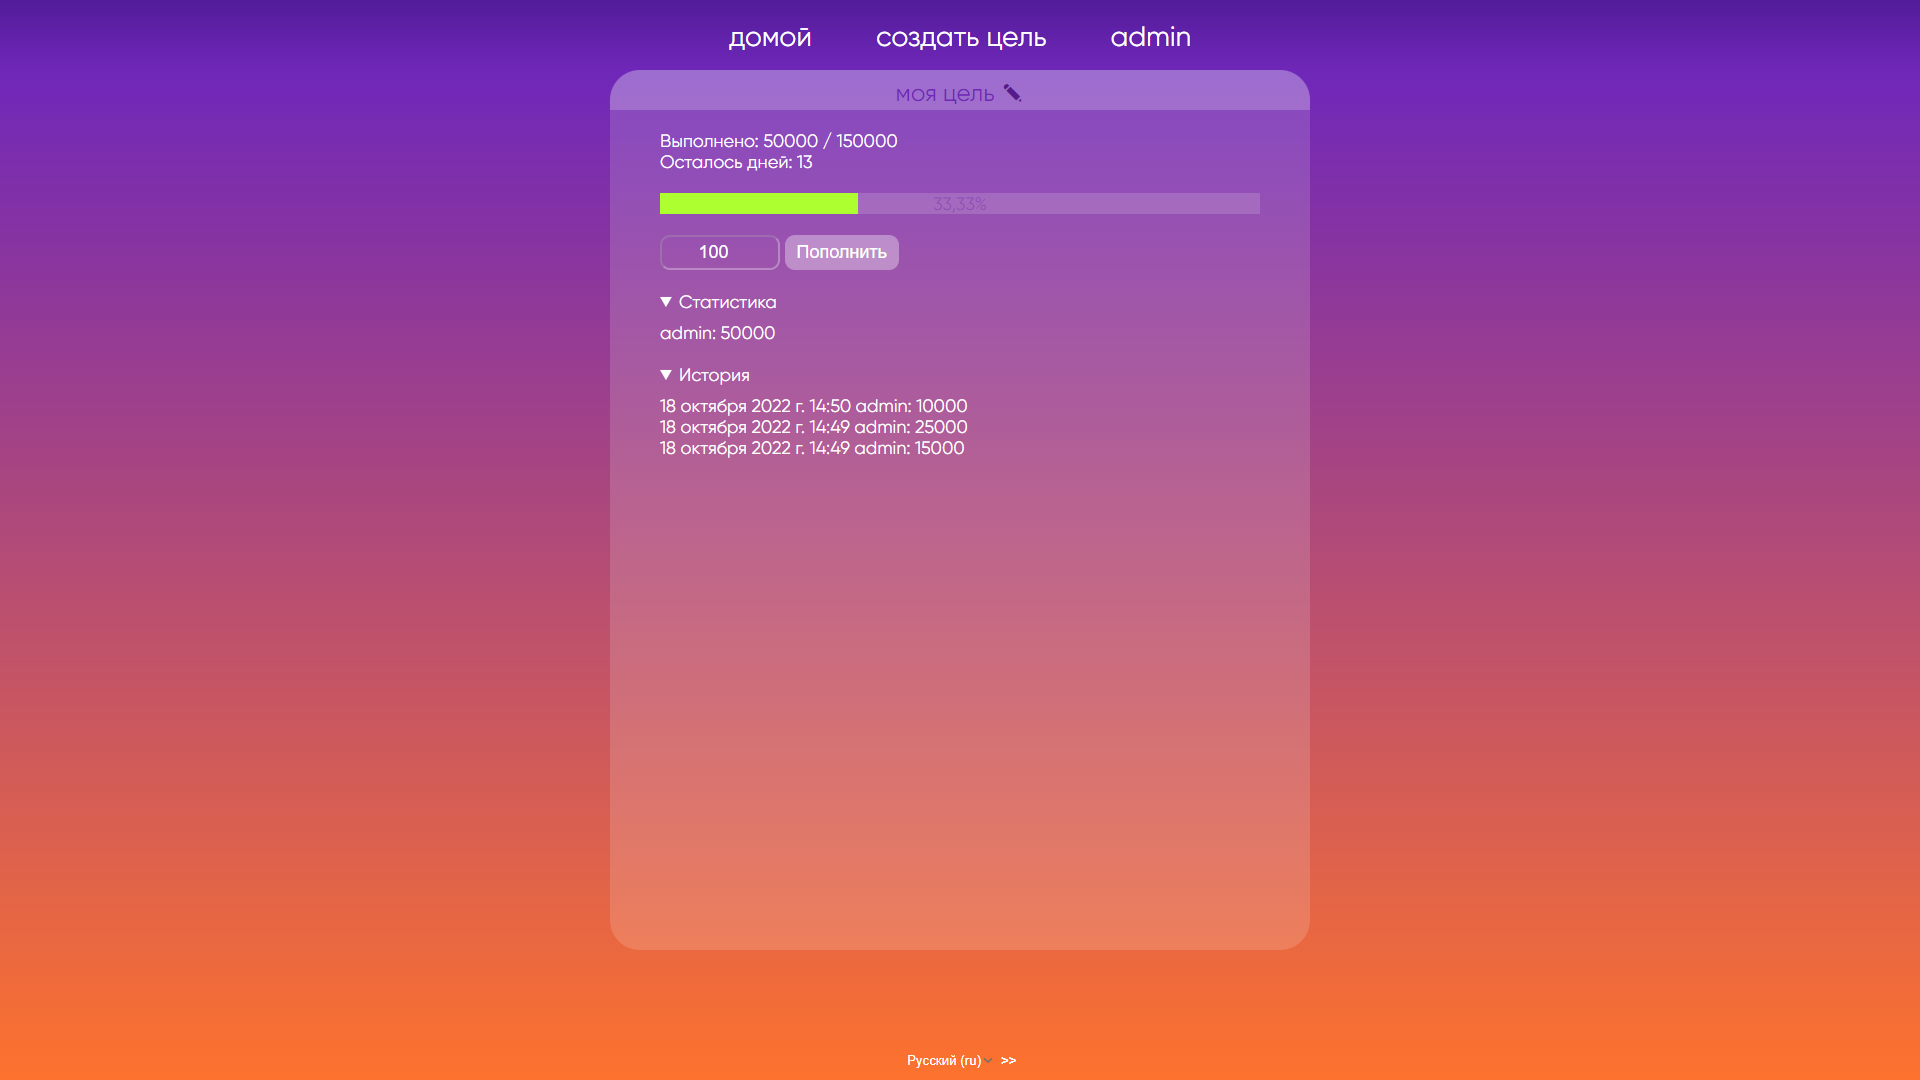 домой создать цель admin
моя цель
Выполнено: 50000 / 150000
Осталось дней: 13
33,33%
100 Пополнить
▼ Статистика
admin: 50000
▼ История
18 октября 2022 г. 14:50 admin: 10000
18 октября 2022 г. 14:49 admin: 25000
18 октября 2022 г. 14:49 admin: 15000
Русский (ru) >>